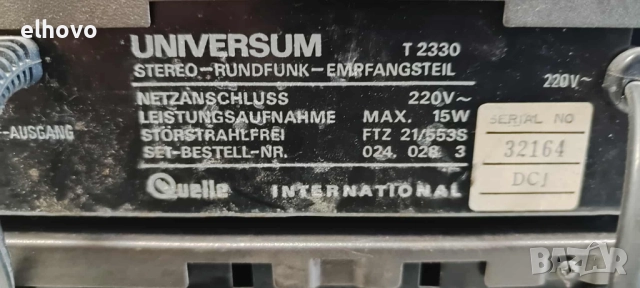 elhovo
UNIVERSUM T 2330
STEREO-RUNDFUNK-EMPFANGSTEIL
220V~
NETZANSCHLUSS 220V~
LEISTUNGSAUFNAHME MAX. 15W
-AUSGANG
STÖRSTRAHLFREI FTZ 21/553S
SET-BESTELL-NR. 024. 028 3
SERIAL NO
32164
DCJ
Quelle INTERNATIONAL
BAZAR